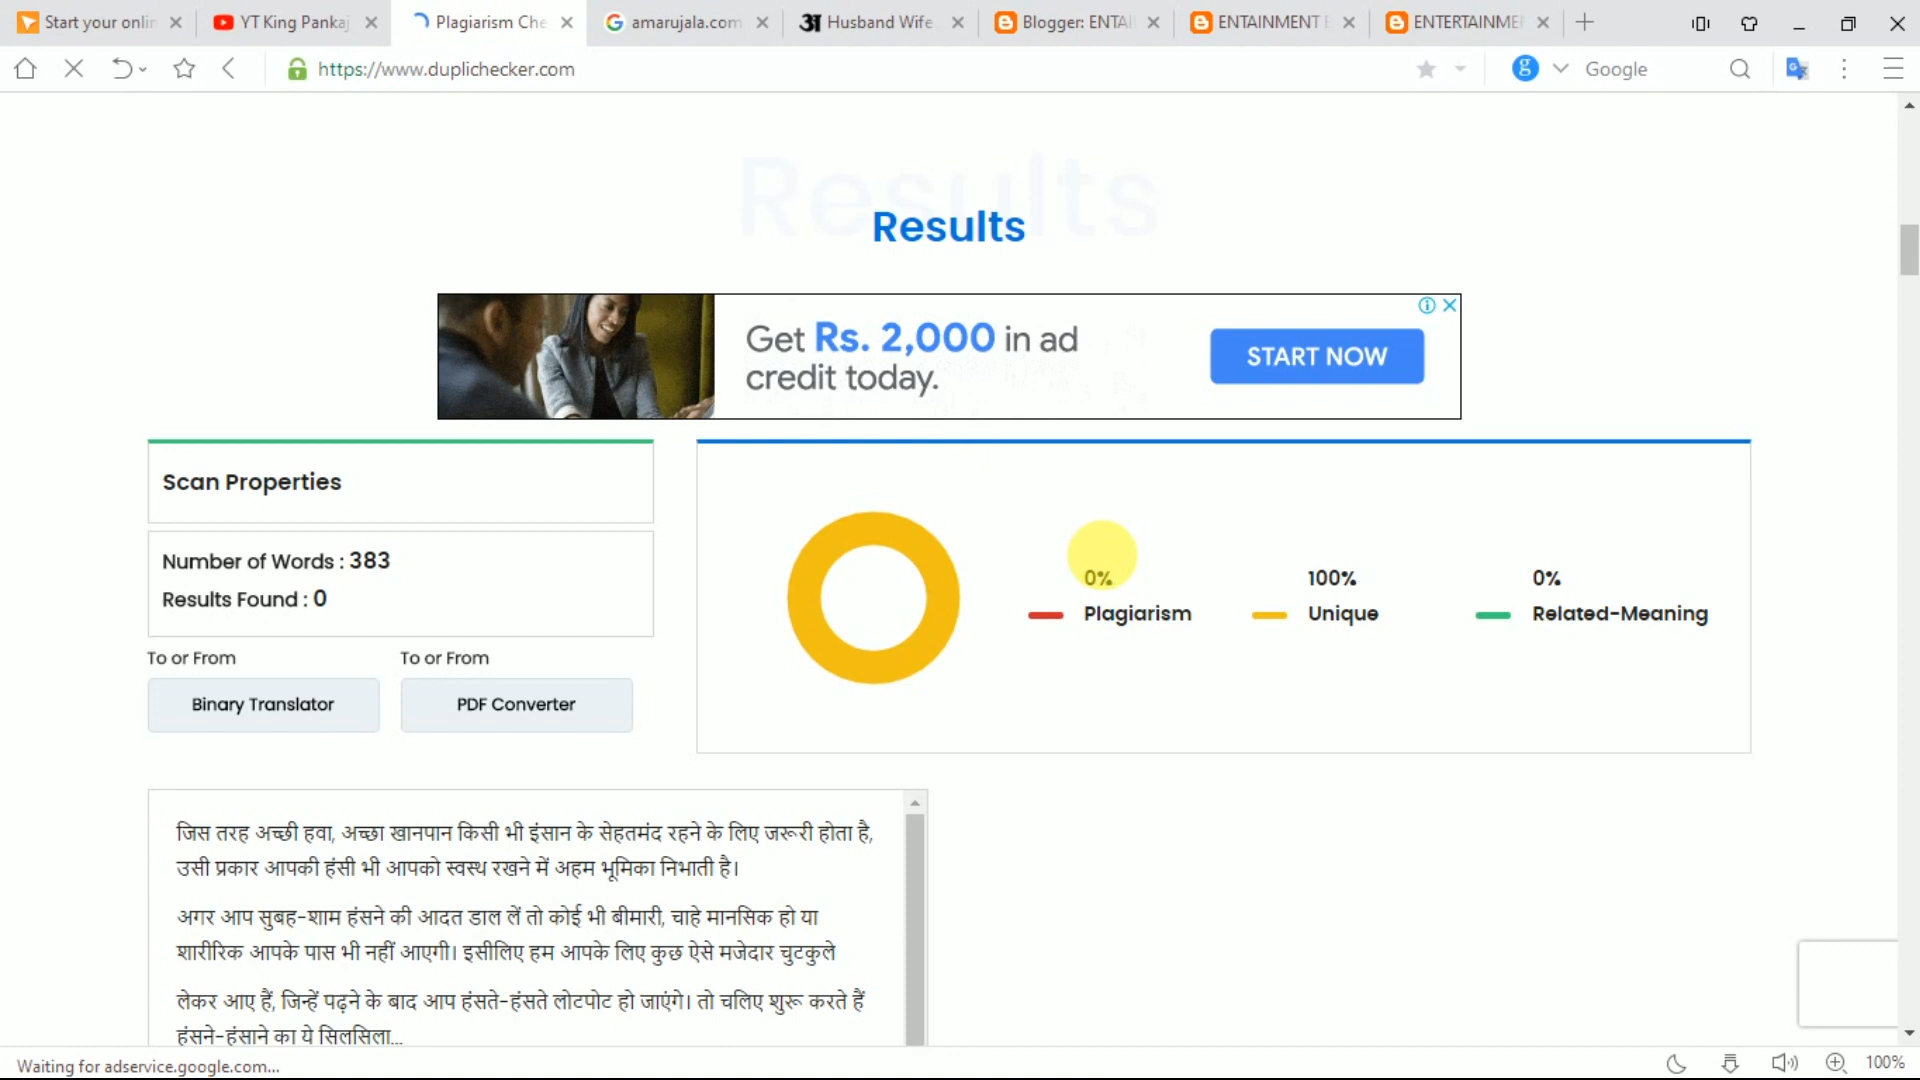 Start your onlin
YT King Pankaj
Plagiarism Che
amarujala.com
Husband Wife
Blogger: ENTAI
ENTAINMENT E
ENTERTAINMEN
https://www.duplichecker.com
Google
Results
Results
Get Rs. 2,000 in ad
credit today.
START NOW
Scan Properties
Number of Words : 383
Results Found : 0
To or From
To or From
Binary Translator
PDF Converter
0%
Plagiarism
100%
Unique
0%
Related-Meaning
जिस तरह अच्छी हवा, अच्छा खानपान किसी भी इंसान के सेहतमंद रहने के लिए जरूरी होता है,
उसी प्रकार आपकी हंसी भी आपको स्वस्थ रखने में अहम भूमिका निभाती है।
अगर आप सुबह-शाम हंसने की आदत डाल लें तो कोई भी बीमारी, चाहे मानसिक हो या
शारीरिक आपके पास भी नहीं आएगी। इसीलिए हम आपके लिए कुछ ऐसे मजेदार चुटकुले
लेकर आए हैं, जिन्हें पढ़ने के बाद आप हंसते-हंसते लोटपोट हो जाएंगे। तो चलिए शुरू करते हैं
हंसने-हंसाने का ये सिलसिला...
Waiting for adservice.google.com...
100%